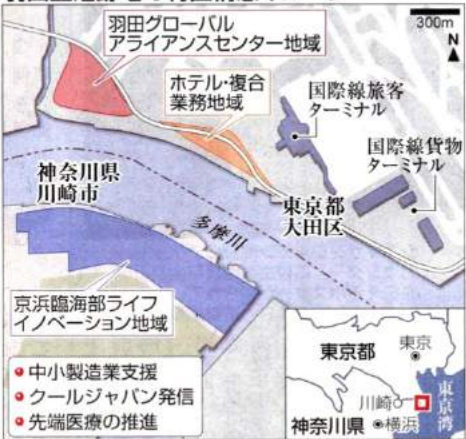 300m
N
羽田グローバル
アライアンスセンター地域
ホテル・複合
業務地域
国際線旅客
ターミナル
国際線貨物
ターミナル
神奈川県
川崎市
東京都
大田区
多摩川
京浜臨海部ライフ
イノベーション地域
中小製造業支援
クールジャパン発信
先端医療の推進
東京都
東京
川崎
神奈川県
横浜
東京湾